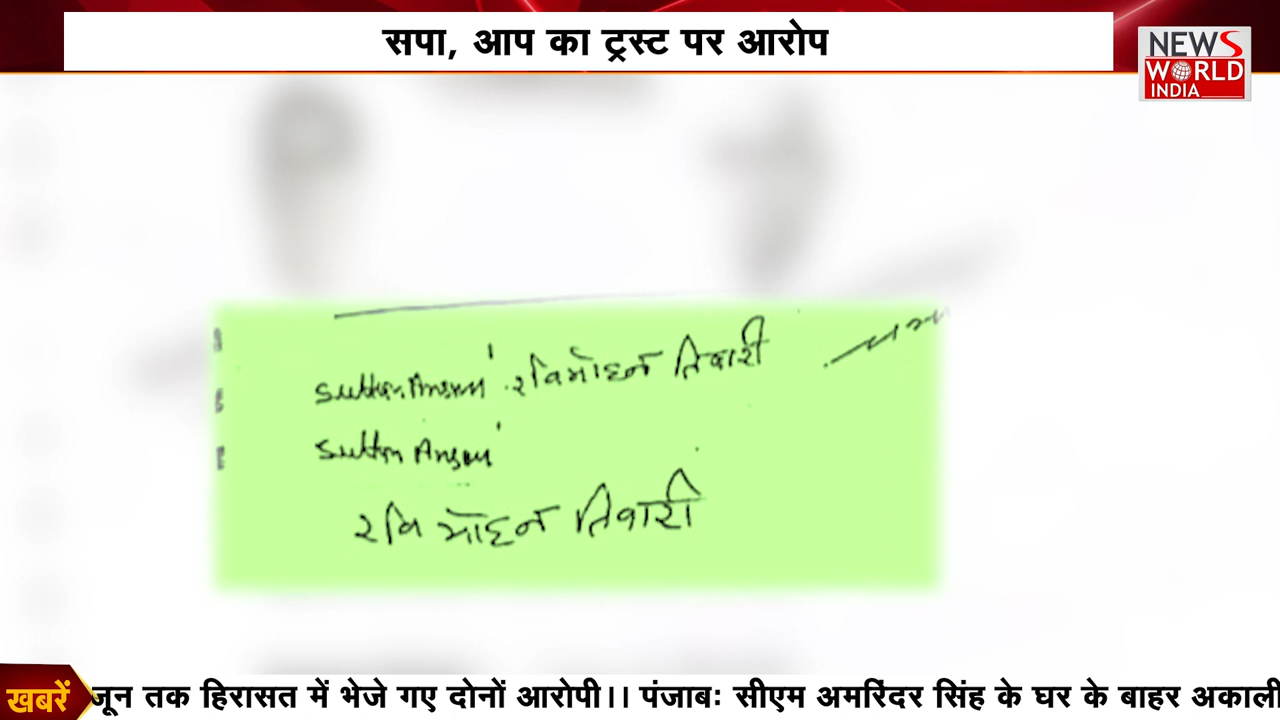 सपा, आप का ट्रस्ट पर आरोप
NEWS
WORLD
INDIA
Sultan Ansari रवि मोहन तिवारी
Sultan Ansari
रवि मोहन तिवारी
खबरें जून तक हिरासत में भेजे गए दोनों आरोपी।। पंजाबः सीएम अमरिंदर सिंह के घर के बाहर अकाली